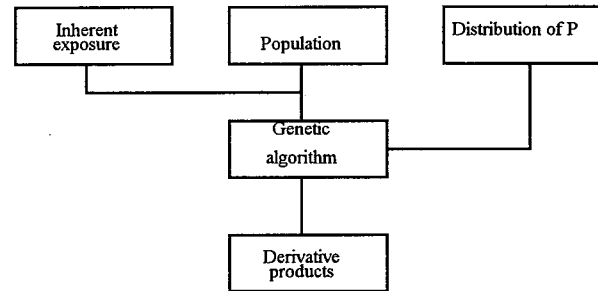 Inherent
exposure
Population
Distribution of P
Genetic
algorithm
Derivative
products